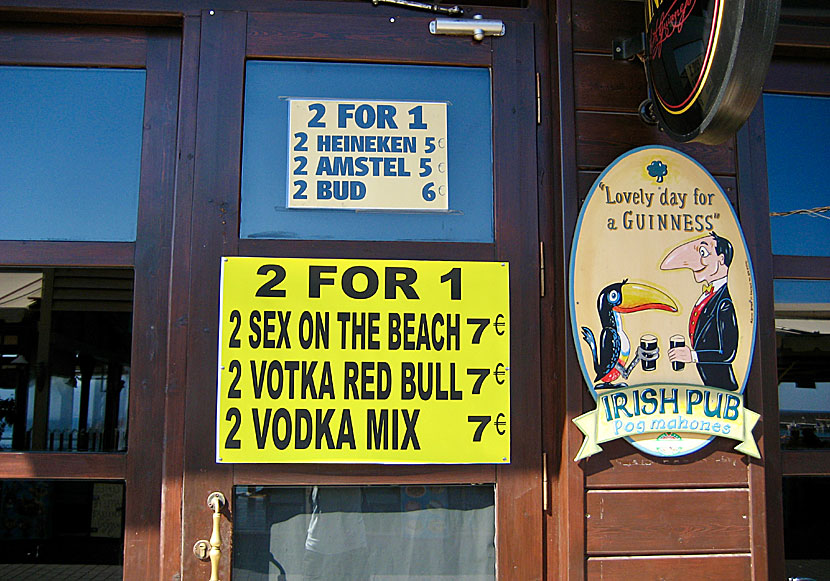 2 FOR 1
2 HEINEKEN 5€
2 AMSTEL 5€
2 BUD 6€
2 FOR 1
2 SEX ON THE BEACH 7€
2 VOTKA RED BULL 7€
2 VODKA MIX 7€
"Lovely day for
a GUINNESS"
IRISH PUB
Pog mahones